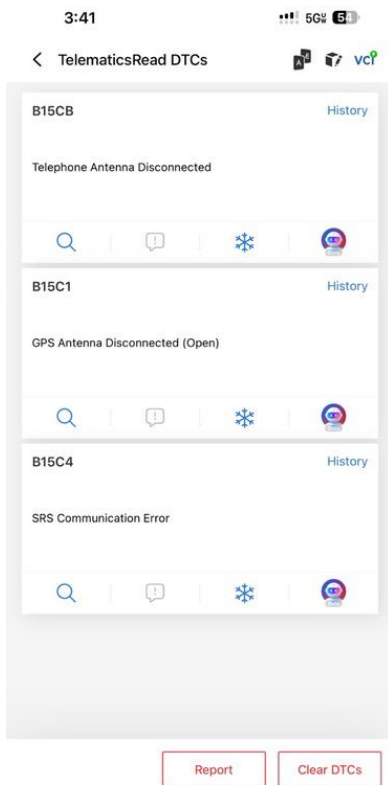 3:41
5G 54
TelematicsRead DTCs
VCI
B15CB
History
Telephone Antenna Disconnected
B15C1
History
GPS Antenna Disconnected (Open)
B15C4
History
SRS Communication Error
Report
Clear DTCs